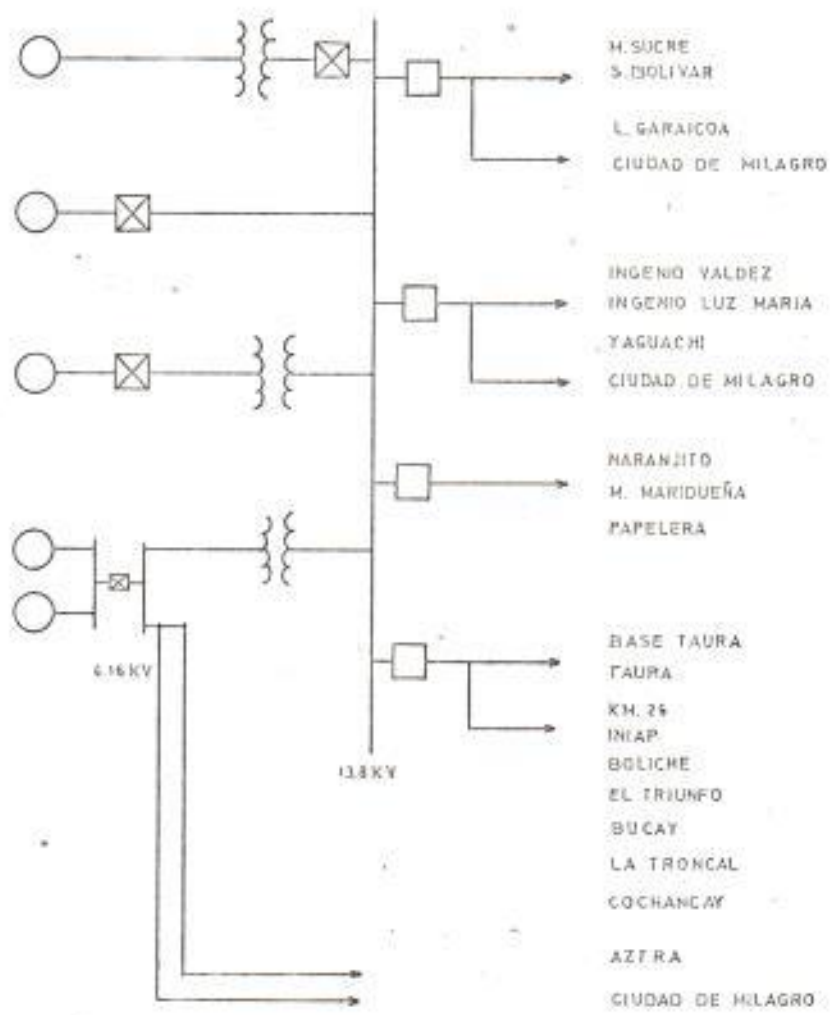 M. SUCRE
S. BOLIVAR
L. GARAICOA
CIUDAD DE MILAGRO
INGENIO VALDEZ
INGENIO LUZ MARIA
YAGUACHI
CIUDAD DE MILAGRO
NARANJITO
M. MARIDUEÑA
PAPELERA
BASE TAURA
TAURA
4.16 KV
KM. 26
INIAP
13.8 KV
BOLICHE
EL TRIUNFO
BUCAY
LA TRONCAL
COCHANCAY
AZTRA
CIUDAD DE MILAGRO